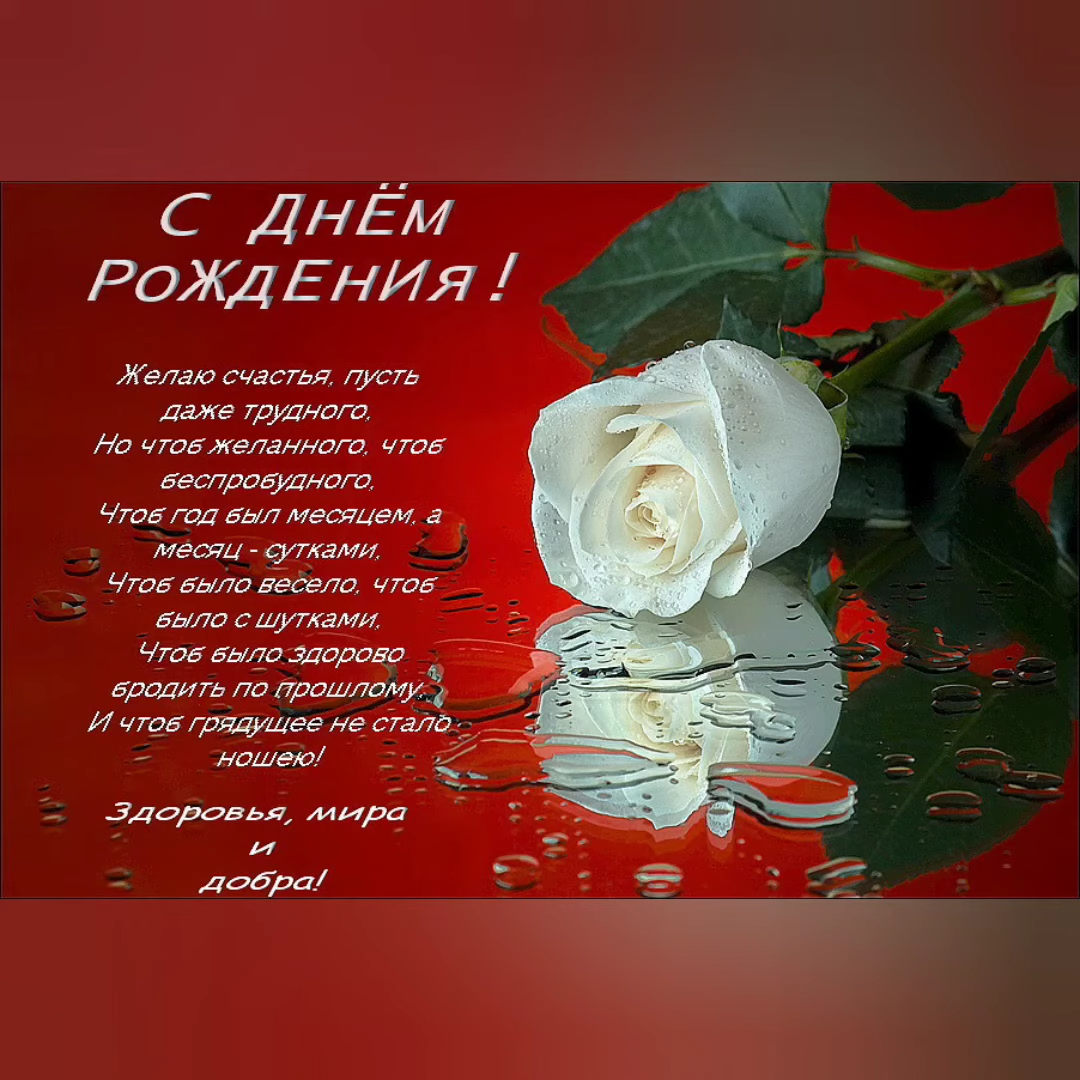 С ДнЁм
РоЖдЕнИя!
Желаю счастья, пусть
даже трудного,
Но чтоб желанного, чтоб
беспробудного,
Чтоб год был месяцем, а
месяц - сутками,
Чтоб было весело, чтоб
было с шутками,
Чтоб было здорово
бродить по прошлому,
И чтоб грядущее не стало
ношею!
Здоровья, мира
и
добра!